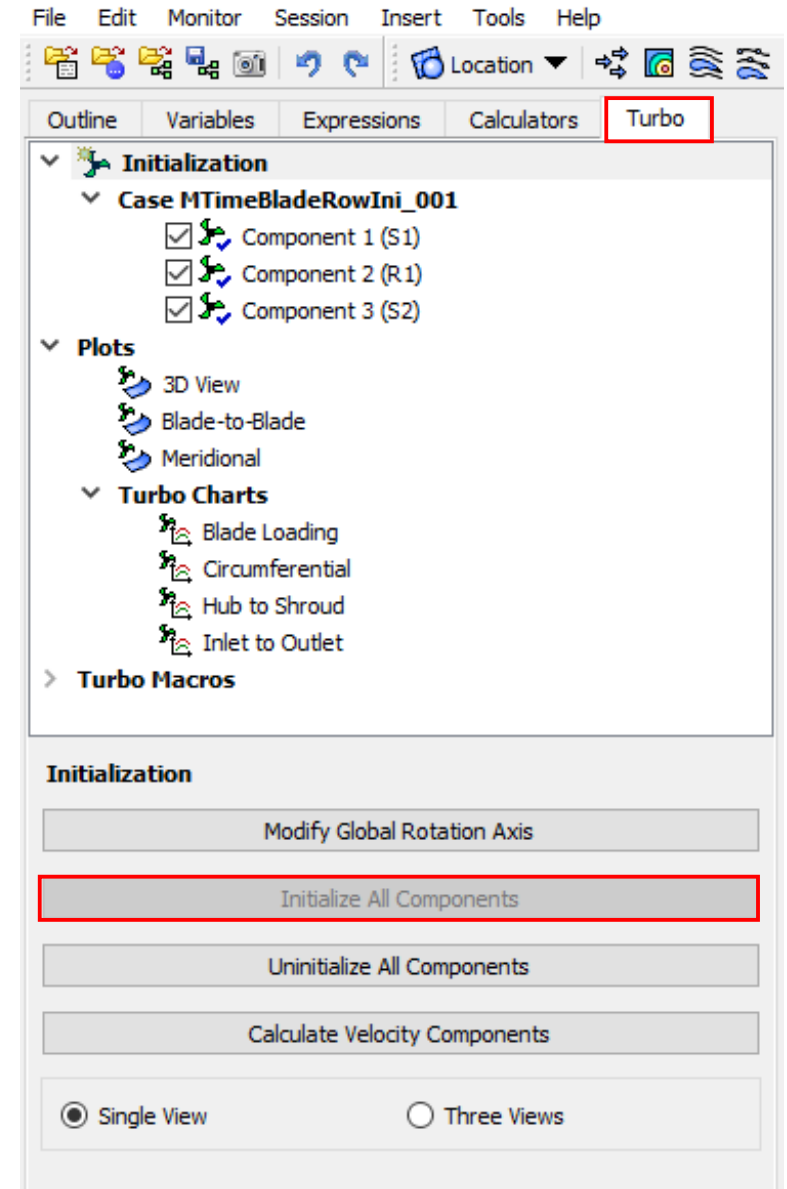 File Edit Monitor Session Insert Tools Help
Location
Outline Variables Expressions Calculators Turbo
Initialization
Case MTimeBladeRowIni_001
Component 1 (S1)
Component 2 (R1)
Component 3 (S2)
Plots
3D View
Blade-to-Blade
Meridional
Turbo Charts
Blade Loading
Circumferential
Hub to Shroud
Inlet to Outlet
Turbo Macros
Initialization
Modify Global Rotation Axis
Initialize All Components
Uninitialize All Components
Calculate Velocity Components
Single View Three Views